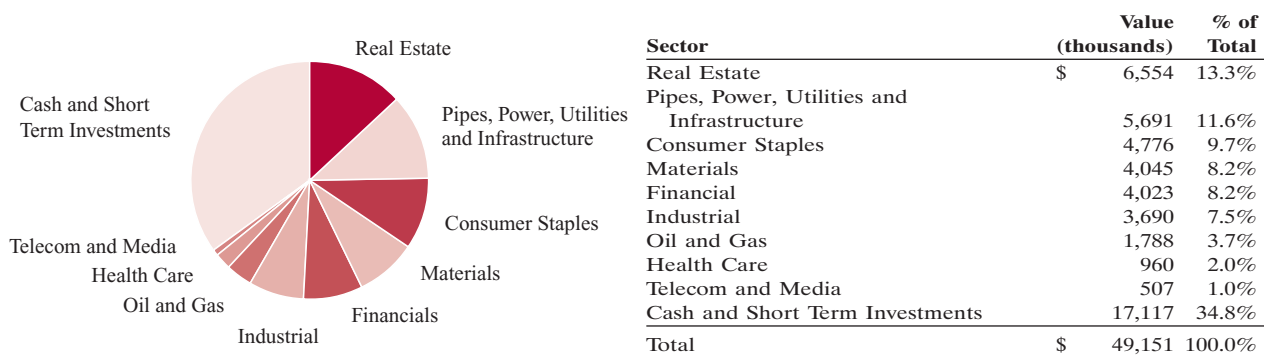 Real Estate
Cash and Short
Term Investments
Pipes, Power, Utilities
and Infrastructure
Consumer Staples
Telecom and Media
Health Care
Materials
Oil and Gas
Financials
Industrial
Value % of
Sector (thousands) Total
Real Estate $ 6,554 13.3%
Pipes, Power, Utilities and
Infrastructure 5,691 11.6%
Consumer Staples 4,776 9.7%
Materials 4,045 8.2%
Financial 4,023 8.2%
Industrial 3,690 7.5%
Oil and Gas 1,788 3.7%
Health Care 960 2.0%
Telecom and Media 507 1.0%
Cash and Short Term Investments 17,117 34.8%
Total $ 49,151 100.0%